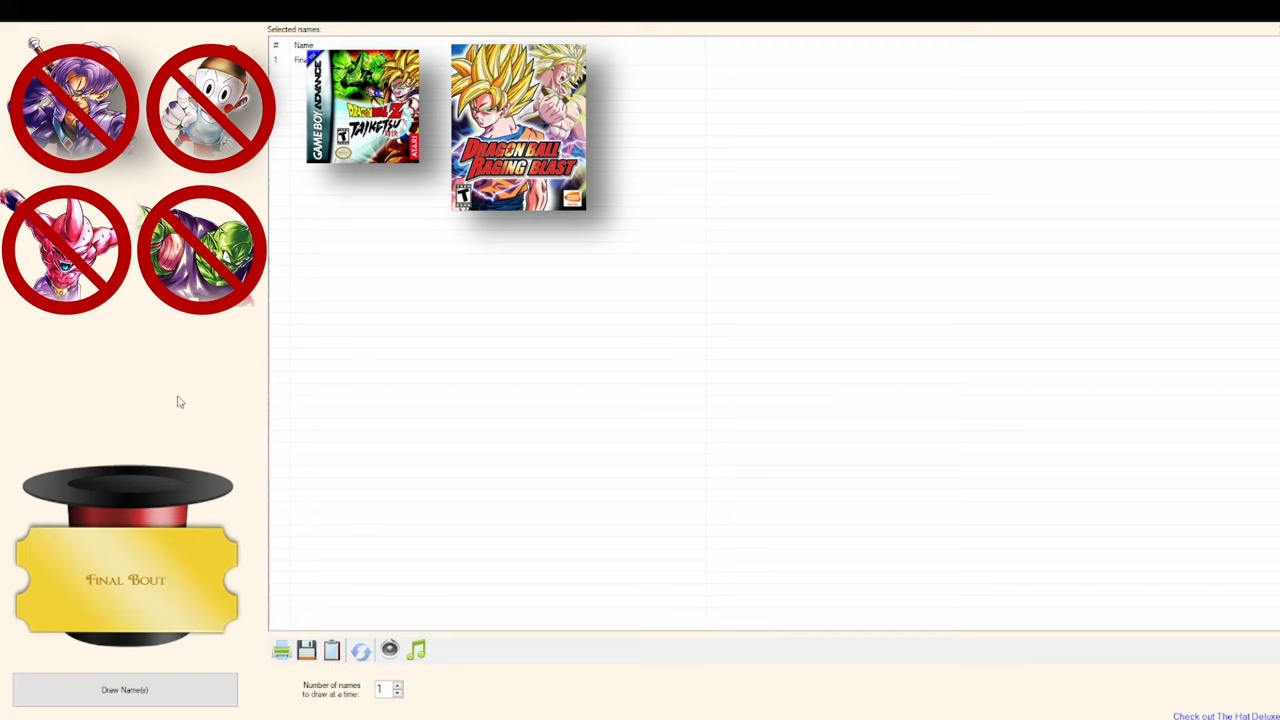 Selected names:
# Name
1 Fina
GAME BOY ADVANCE
DRAGON BALL Z
TAIKETSU
T
ATARI
DRAGON BALL
RAGING BLAST
T
FINAL BOUT
Draw Name(s)
Number of names
to draw at a time:
1
Check out The Hat Deluxe